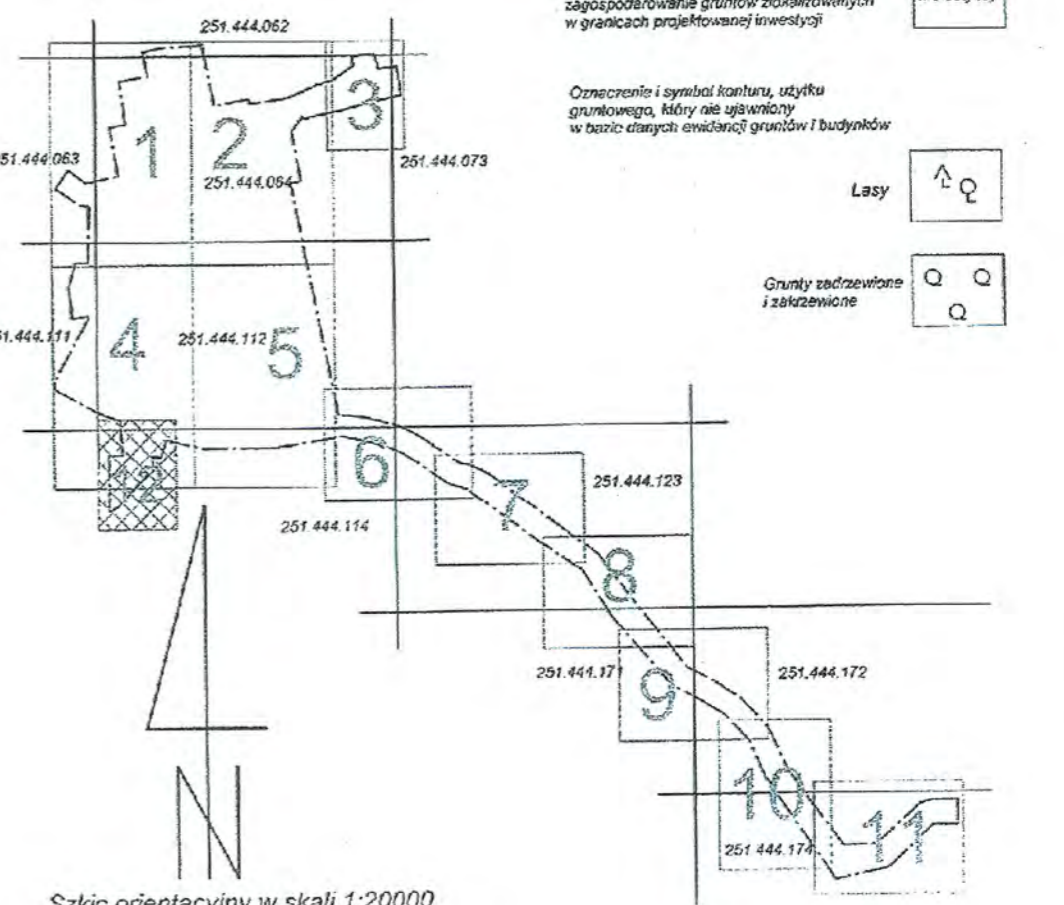 zagospodarowanie gruntów zlokalizowanych
w granicach projektowanej inwestycji
Oznaczenie i symbol konturu, użytku
gruntowego, który nie ujawniony
w bazie danych ewidencji gruntów i budynków
Lasy
Grunty zadrzewione
i zakrzewione
251.444.062
1
2
3
251.444.063
251.444.064
251.444.073
4
251.444.111
251.444.112
5
6
7
251.444.123
12
251.444.114
8
251.444.171
9
251.444.172
10
11
251.444.174
N
Szkic orientacyjny w skali 1:20000